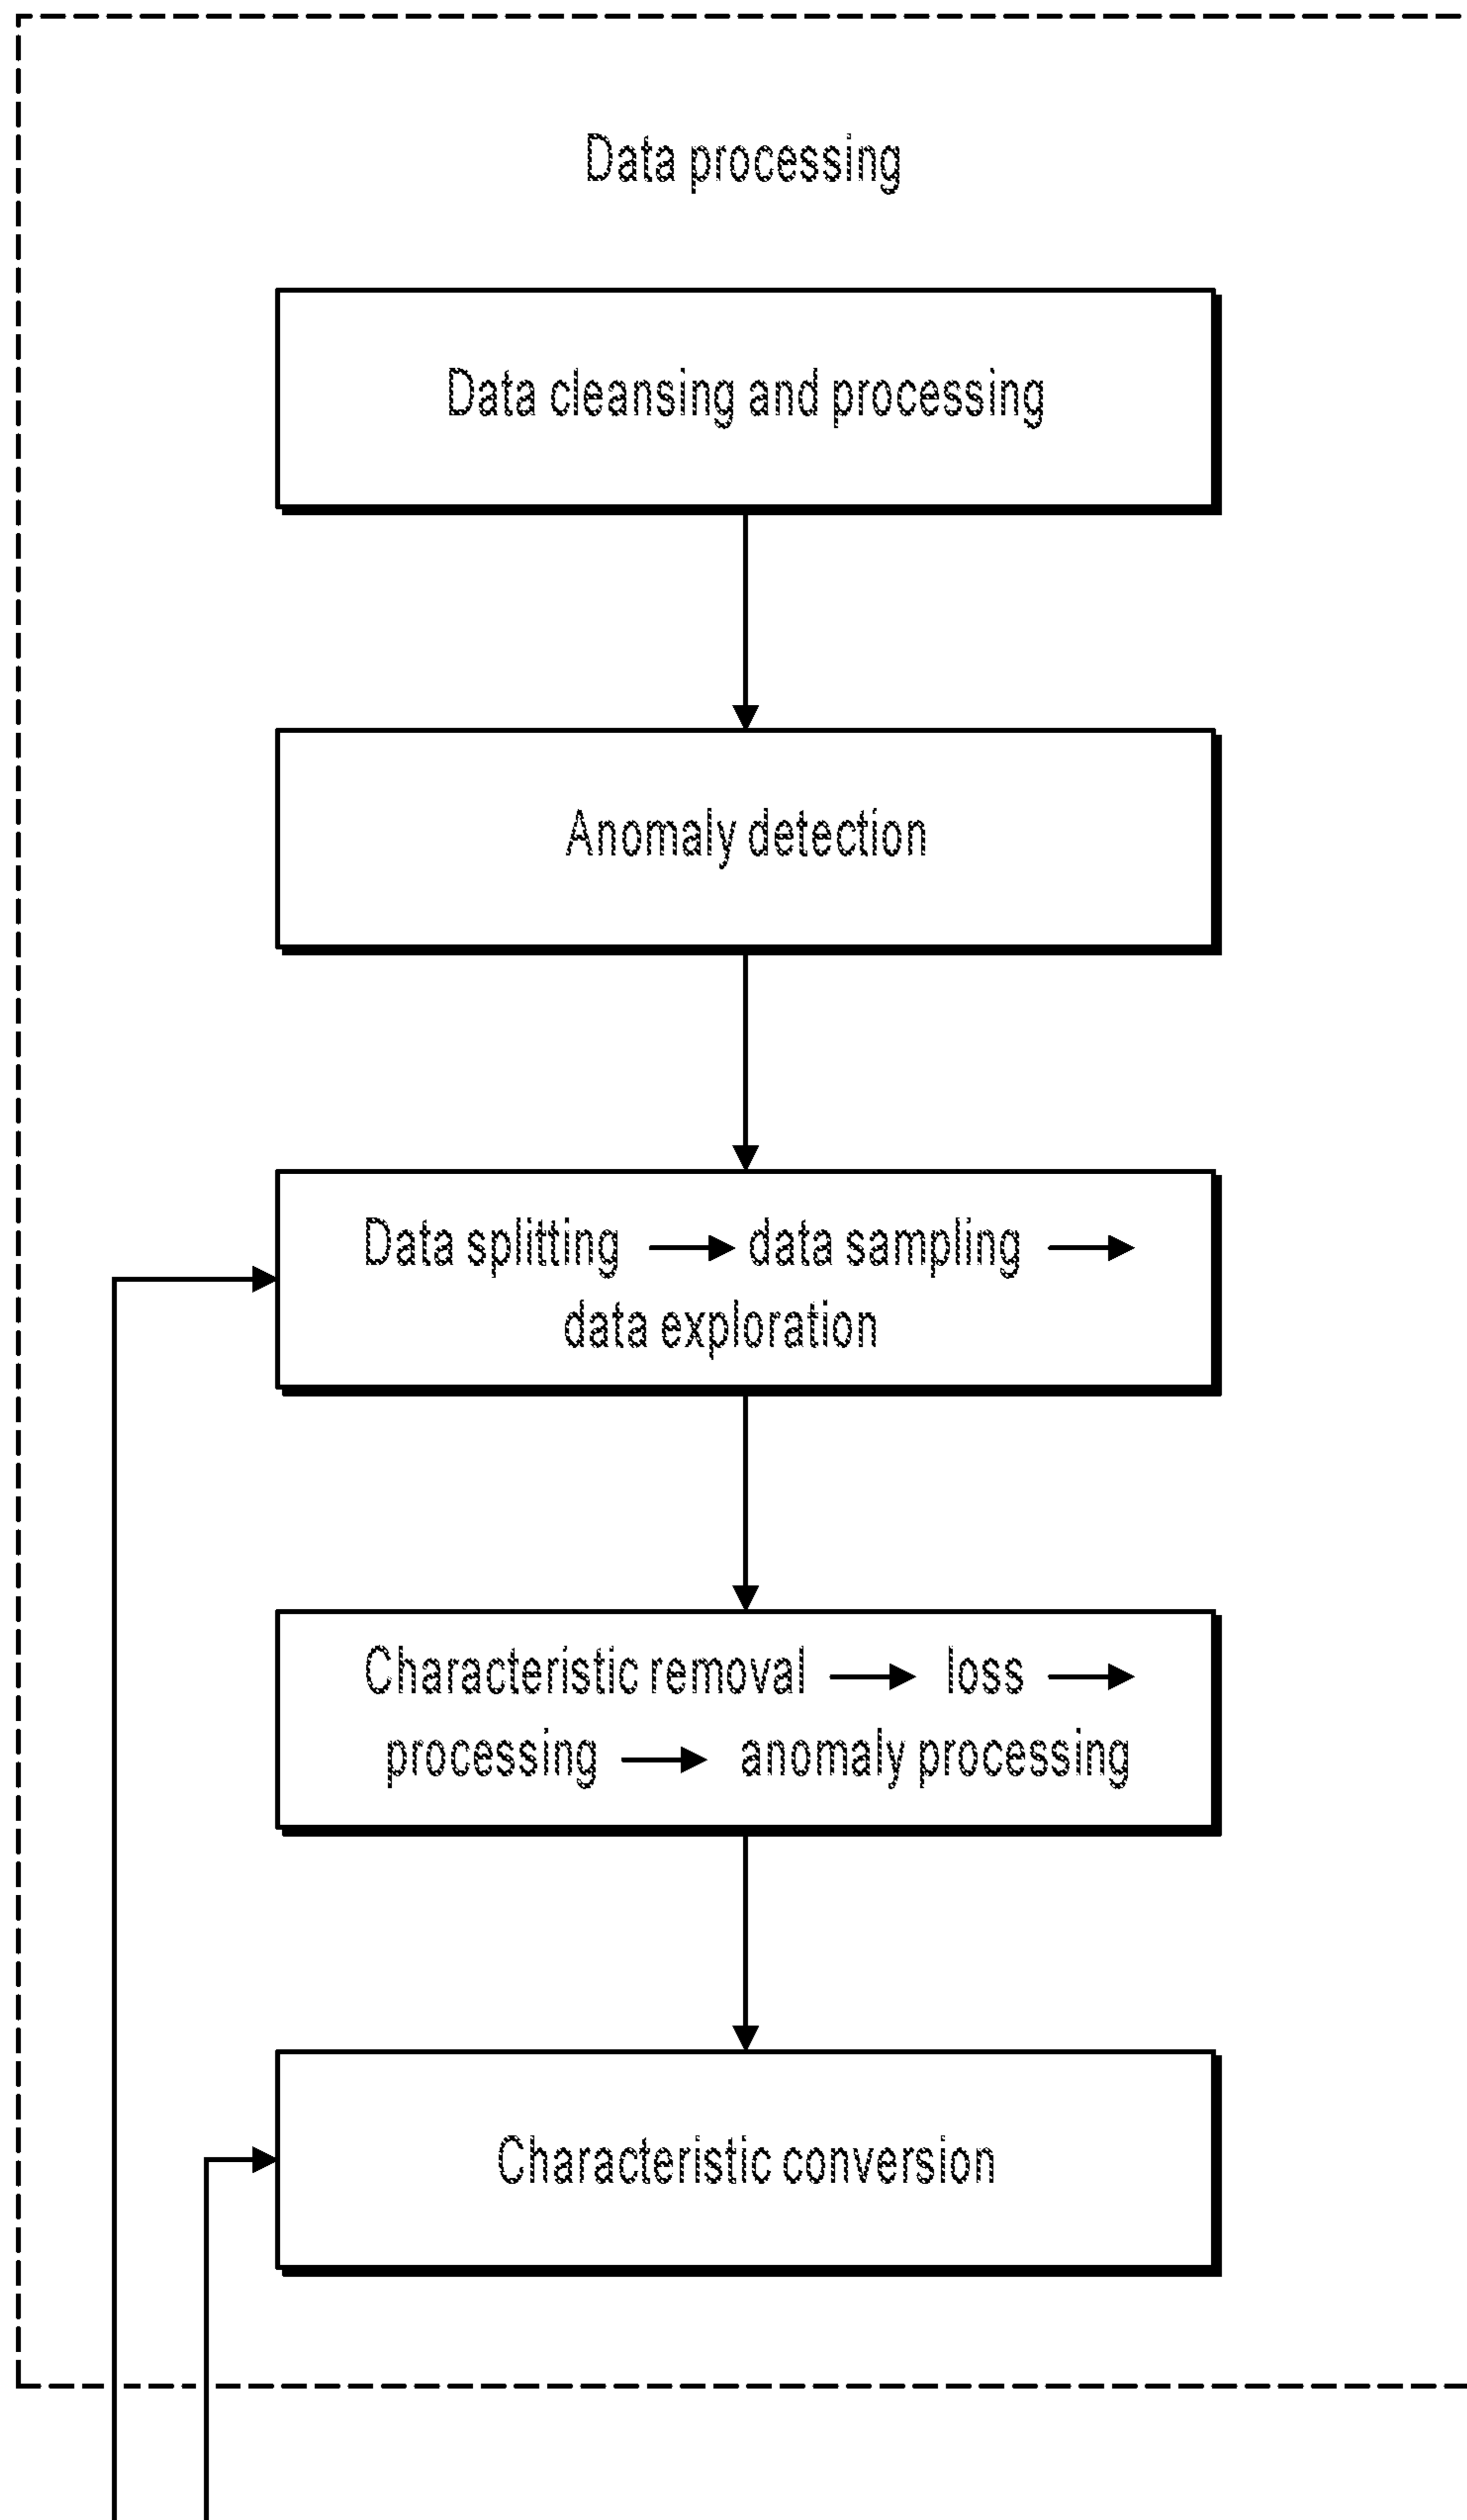 Data processing
Data cleansing and processing
Anomaly detection
Data splitting → data sampling →
data exploration
Characteristic removal → loss →
processing → anomaly processing
Characteristic conversion